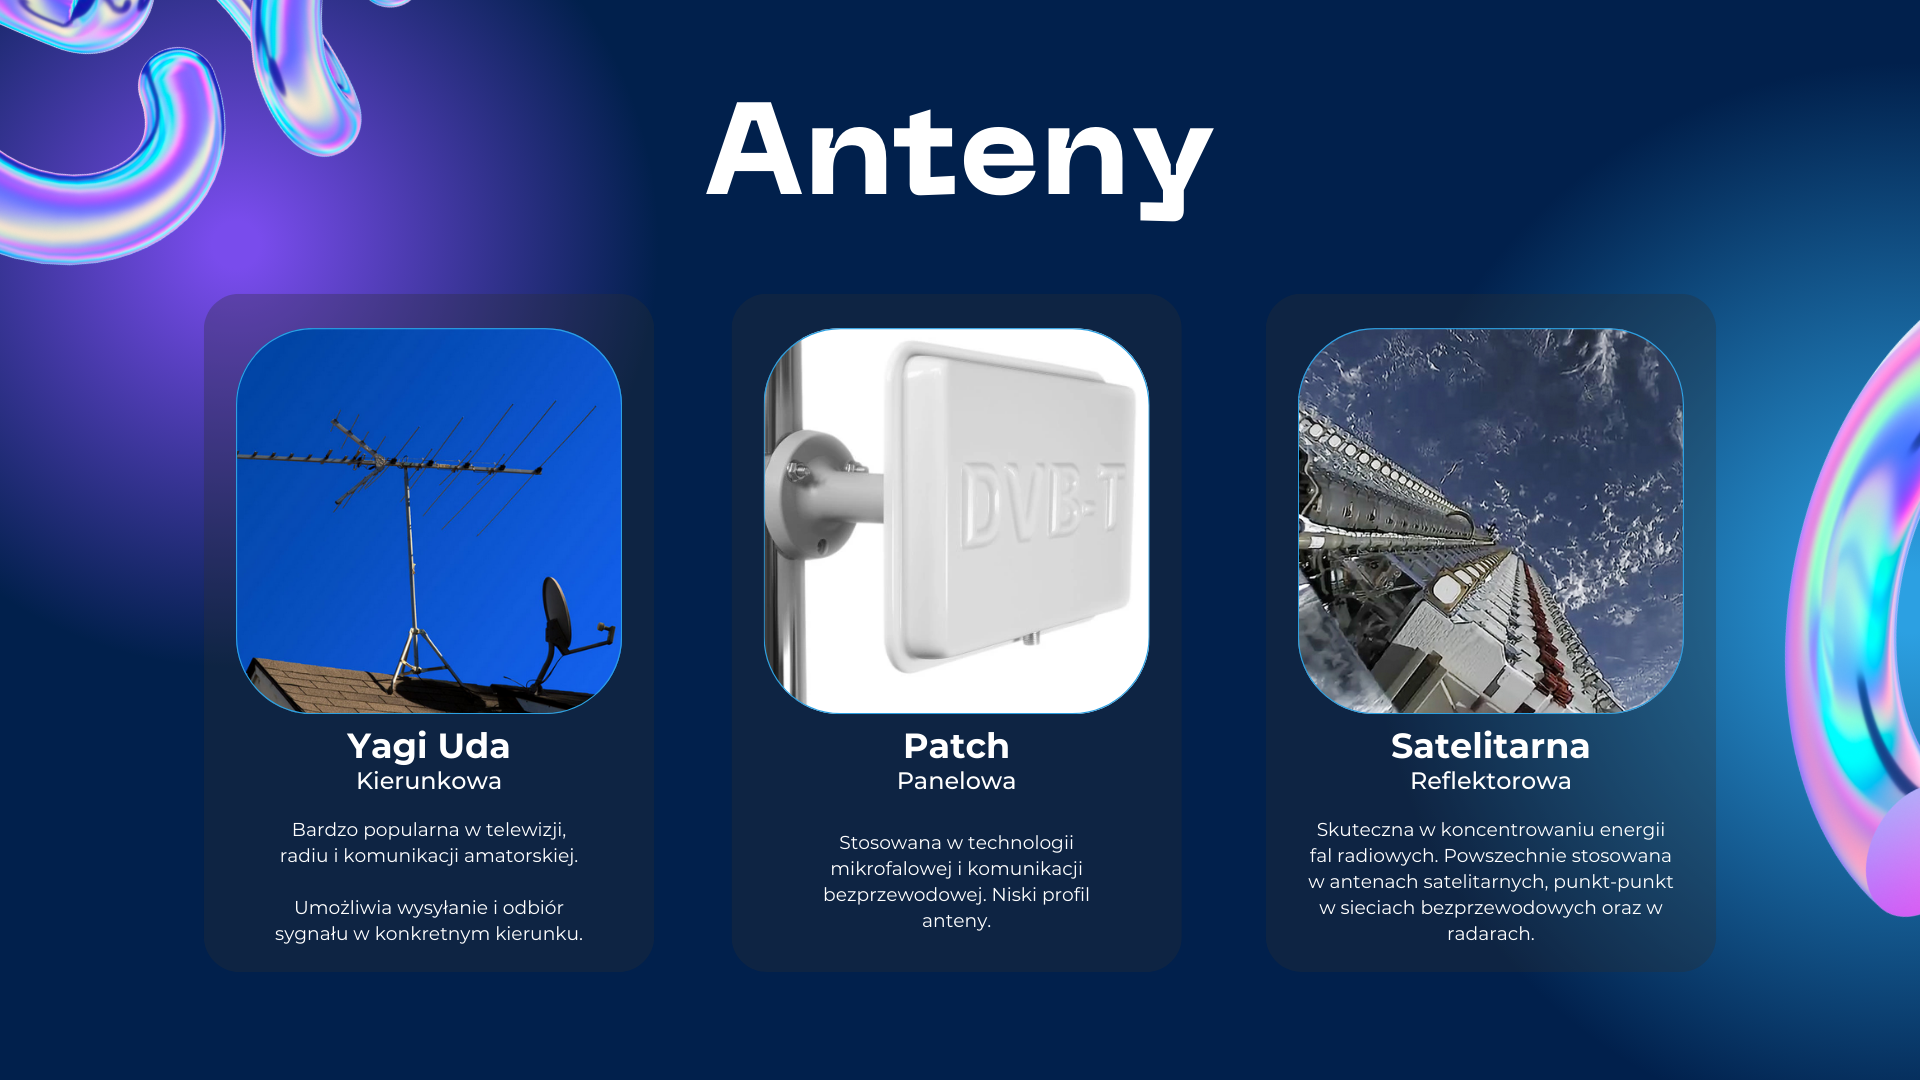 Anteny
DVB-T
Yagi Uda
Kierunkowa
Bardzo popularna w telewizji,
radiu i komunikacji amatorskiej.
Umożliwia wysyłanie i odbiór
sygnału w konkretnym kierunku.
Patch
Panelowa
Stosowana w technologii
mikrofalowej i komunikacji
bezprzewodowej. Niski profil
anteny.
Satelitarna
Reflektorowa
Skuteczna w koncentrowaniu energii
fal radiowych. Powszechnie stosowana
w antenach satelitarnych, punkt-punkt
w sieciach bezprzewodowych oraz w
radarach.